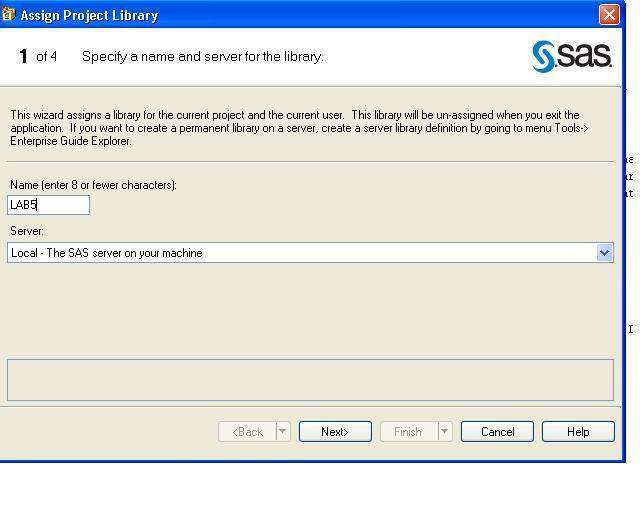 Assign Project Library
1 of 4 Specify a name and server for the library.
sas
This wizard assigns a library for the current project and the current user. This library will be un-assigned when you exit the
application. If you want to create a permanent library on a server, create a server library definition by going to menu Tools->
Enterprise Guide Explorer.
Name (enter 8 or fewer characters):
LAB5
Server:
Local - The SAS server on your machine
<Back Next> Finish Cancel Help